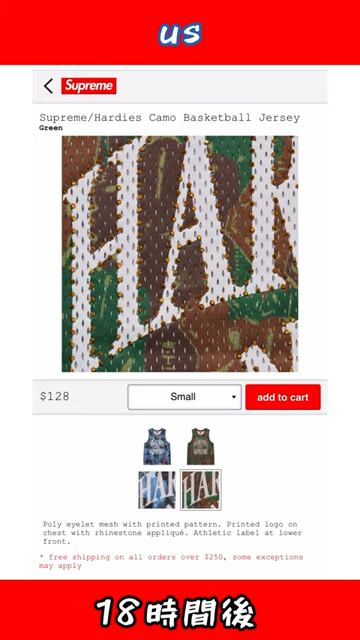 us
Supreme
Supreme/Hardies Camo Basketball Jersey
Green
HAR
$128
Small
add to cart
Poly eyelet mesh with printed pattern. Printed logo on
chest with rhinestone appliqué. Athletic label at lower
front.
* free shipping on all orders over $250, some exceptions
may apply
18時間後